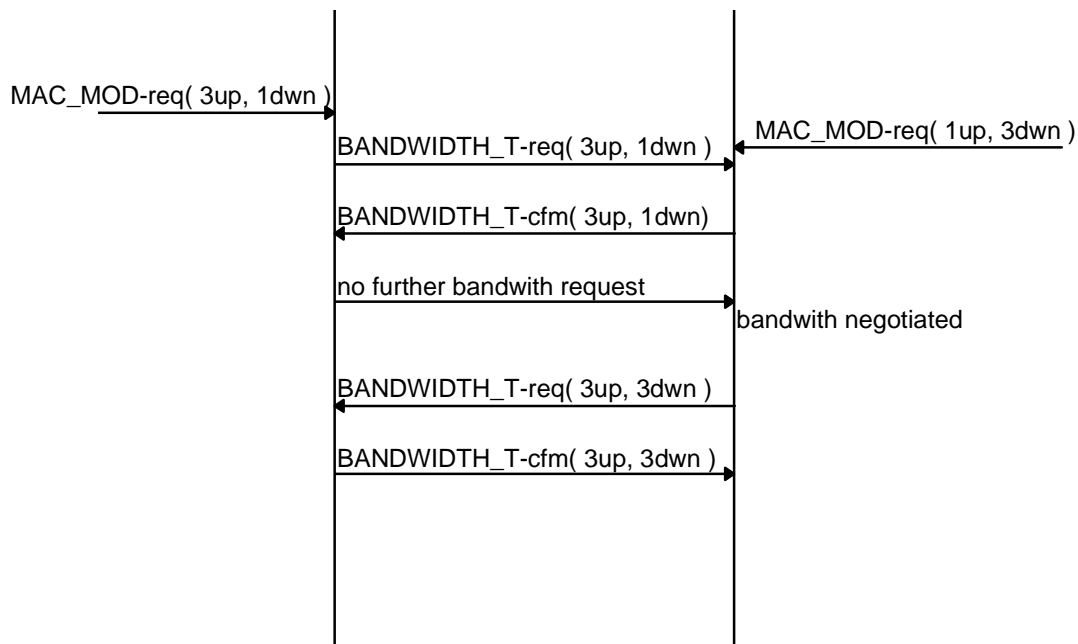 MAC_MOD-req( 3up, 1dwn )
MAC_MOD-req( 1up, 3dwn )
BANDWIDTH_T-req( 3up, 1dwn )
BANDWIDTH_T-cfm( 3up, 1dwn)
no further bandwith request
bandwith negotiated
BANDWIDTH_T-req( 3up, 3dwn )
BANDWIDTH_T-cfm( 3up, 3dwn )